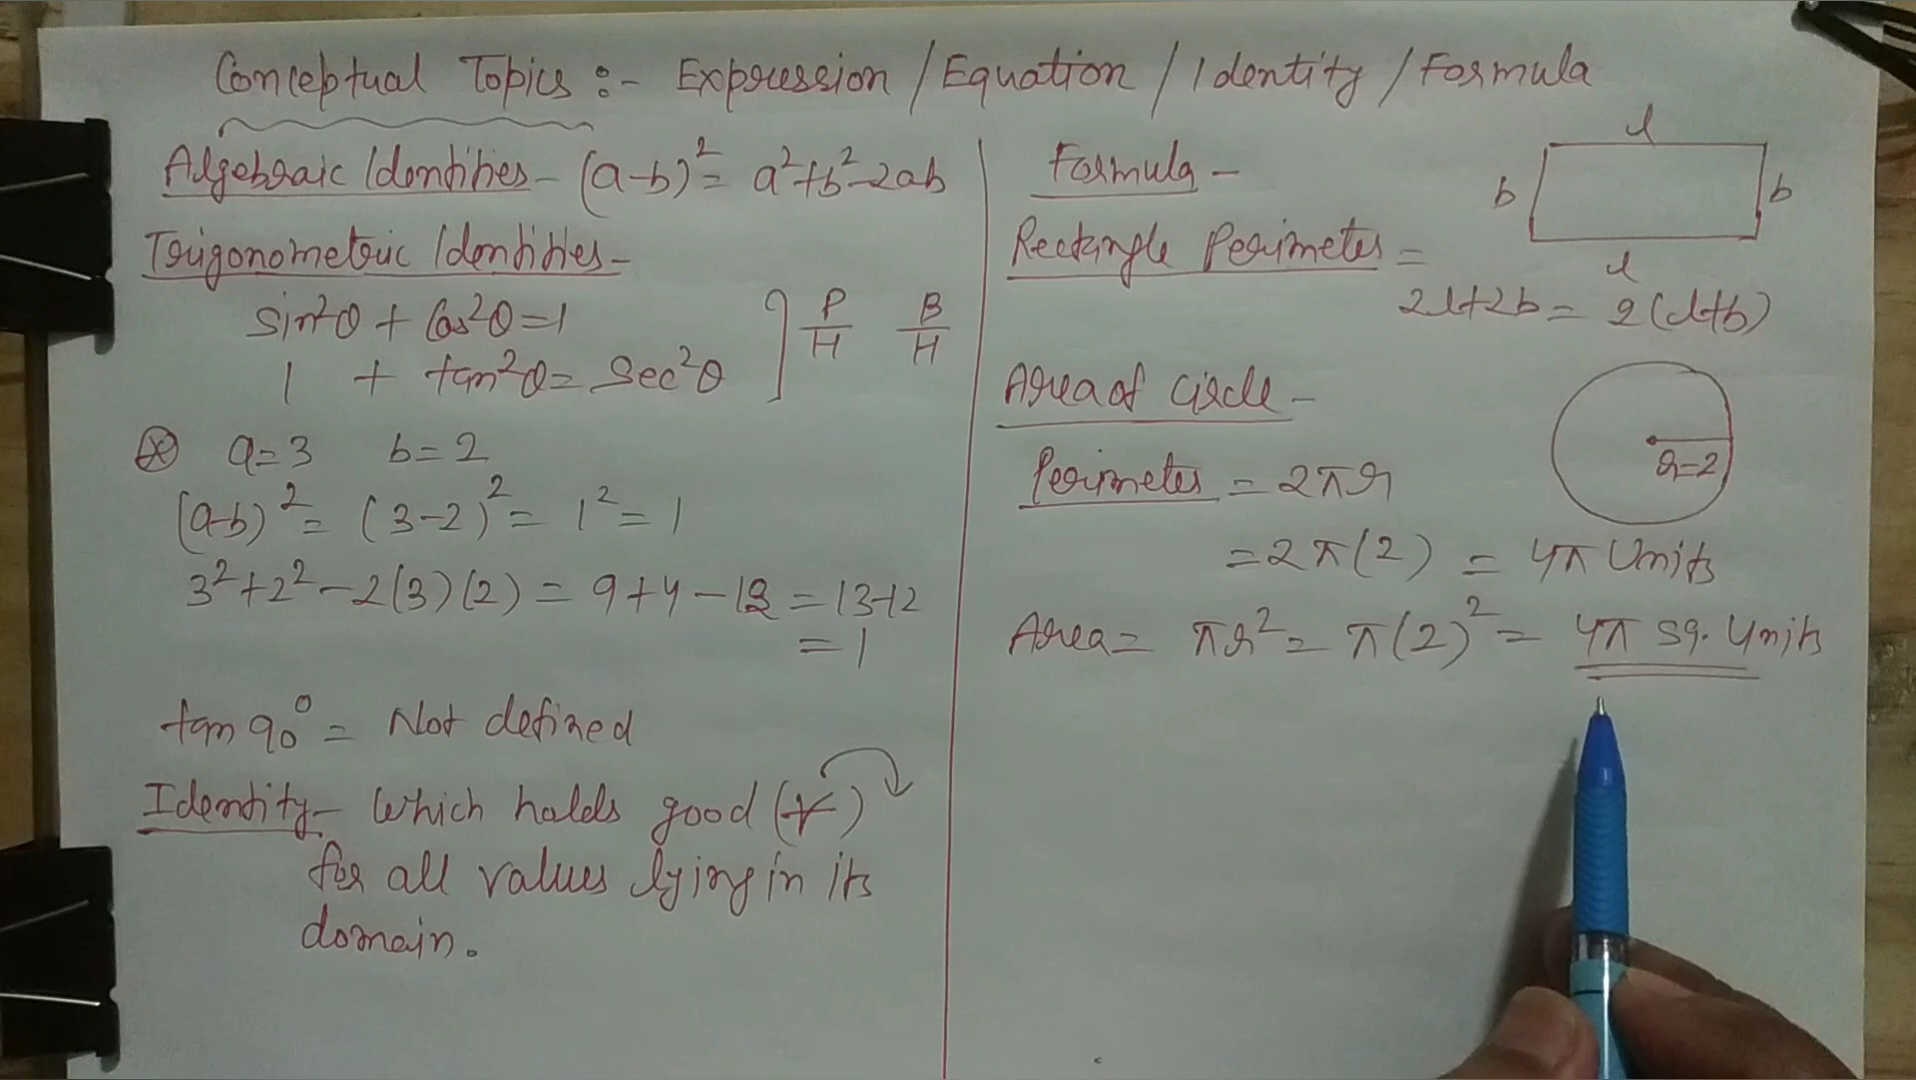 Conceptual Topics :- Expression / Equation / Identity / Formula
Algebraic Identities - (a-b)² = a²+b²-2ab
Trigonometric Identities -
sin²θ + Cos²θ = 1
1 + tan²θ = Sec²θ
P/H B/H
a=3 b=2
(a-b)² = (3-2)² = 1² = 1
3²+2²-2(3)(2) = 9+4-12 = 13-12
= 1
tan 90° = Not defined
Identity - Which holds good
for all values lying in its
domain.
Formula -
l
b b
l
Rectangle Perimeter =
2l+2b = 2(l+b)
Area of Circle -
r=2
Perimeter = 2πr
= 2π(2) = 4π Units
Area = πr² = π(2)² = 4π sq. Units